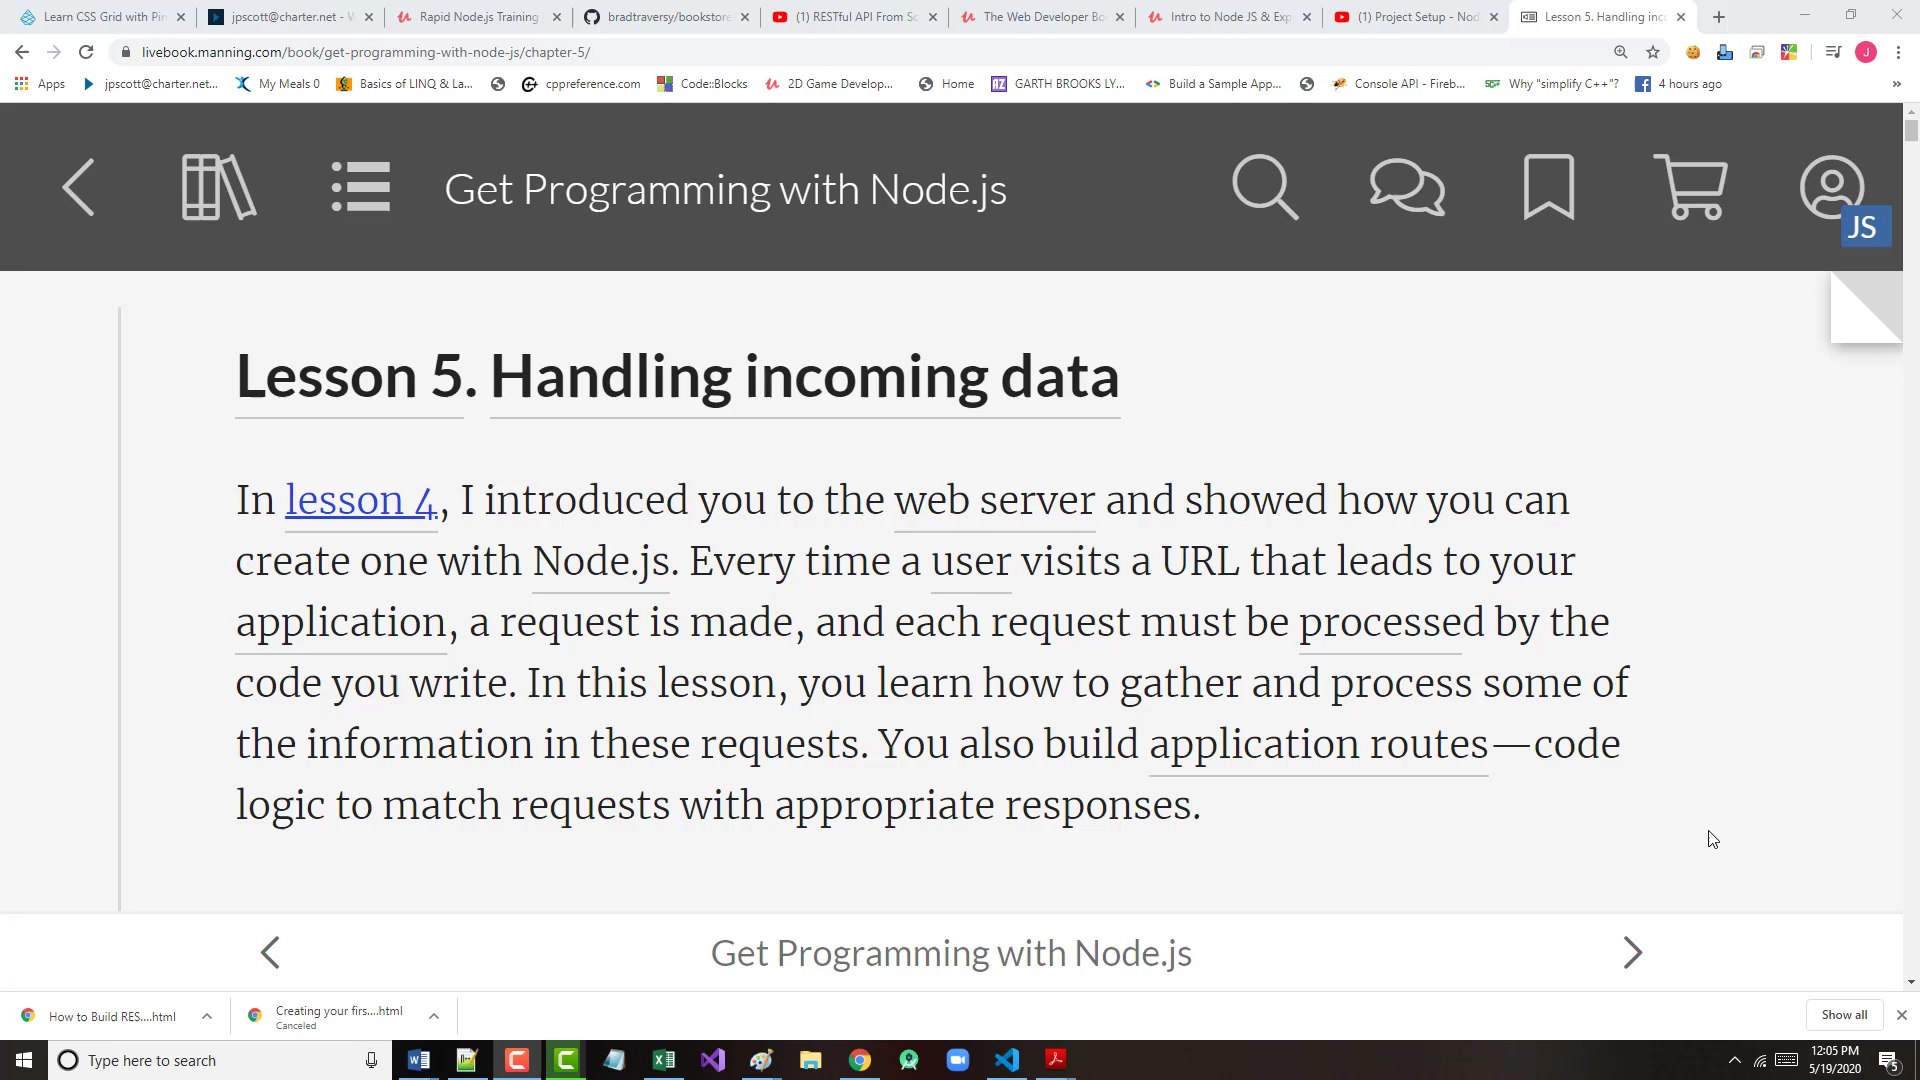 Learn CSS Grid with Pin
jpscott@charter.net - W
Rapid Node.js Training
bradtraversy/bookstore
(1) RESTful API From Sc
The Web Developer Bo
Intro to Node JS & Exp
(1) Project Setup - Nod
Lesson 5. Handling inc
livebook.manning.com/book/get-programming-with-node-js/chapter-5/
J
Apps
jpscott@charter.net...
My Meals 0
Basics of LINQ & La...
cppreference.com
Code::Blocks
2D Game Develop...
Home
AZ
GARTH BROOKS LY...
Build a Sample App...
Console API - Fireb...
Why "simplify C++"?
4 hours ago
»
Get Programming with Node.js
JS
Lesson 5. Handling incoming data
In lesson 4, I introduced you to the web server and showed how you can
create one with Node.js. Every time a user visits a URL that leads to your
application, a request is made, and each request must be processed by the
code you write. In this lesson, you learn how to gather and process some of
the information in these requests. You also build application routes—code
logic to match requests with appropriate responses.
Get Programming with Node.js
How to Build RES....html
Creating your firs....html
Canceled
Show all
Type here to search
12:05 PM
5/19/2020
5